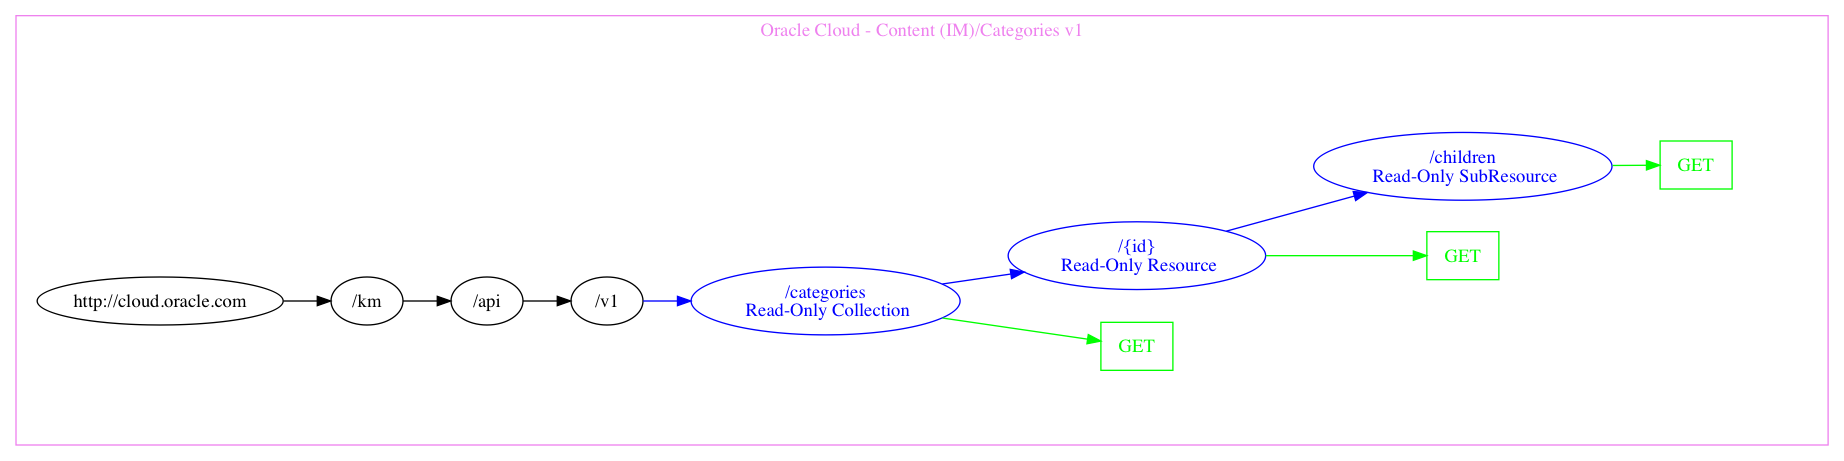 Oracle Cloud - Content (IM)/Categories v1
http://cloud.oracle.com
/km
/api
/v1
/categories
Read-Only Collection
GET
/{id}
Read-Only Resource
GET
/children
Read-Only SubResource
GET